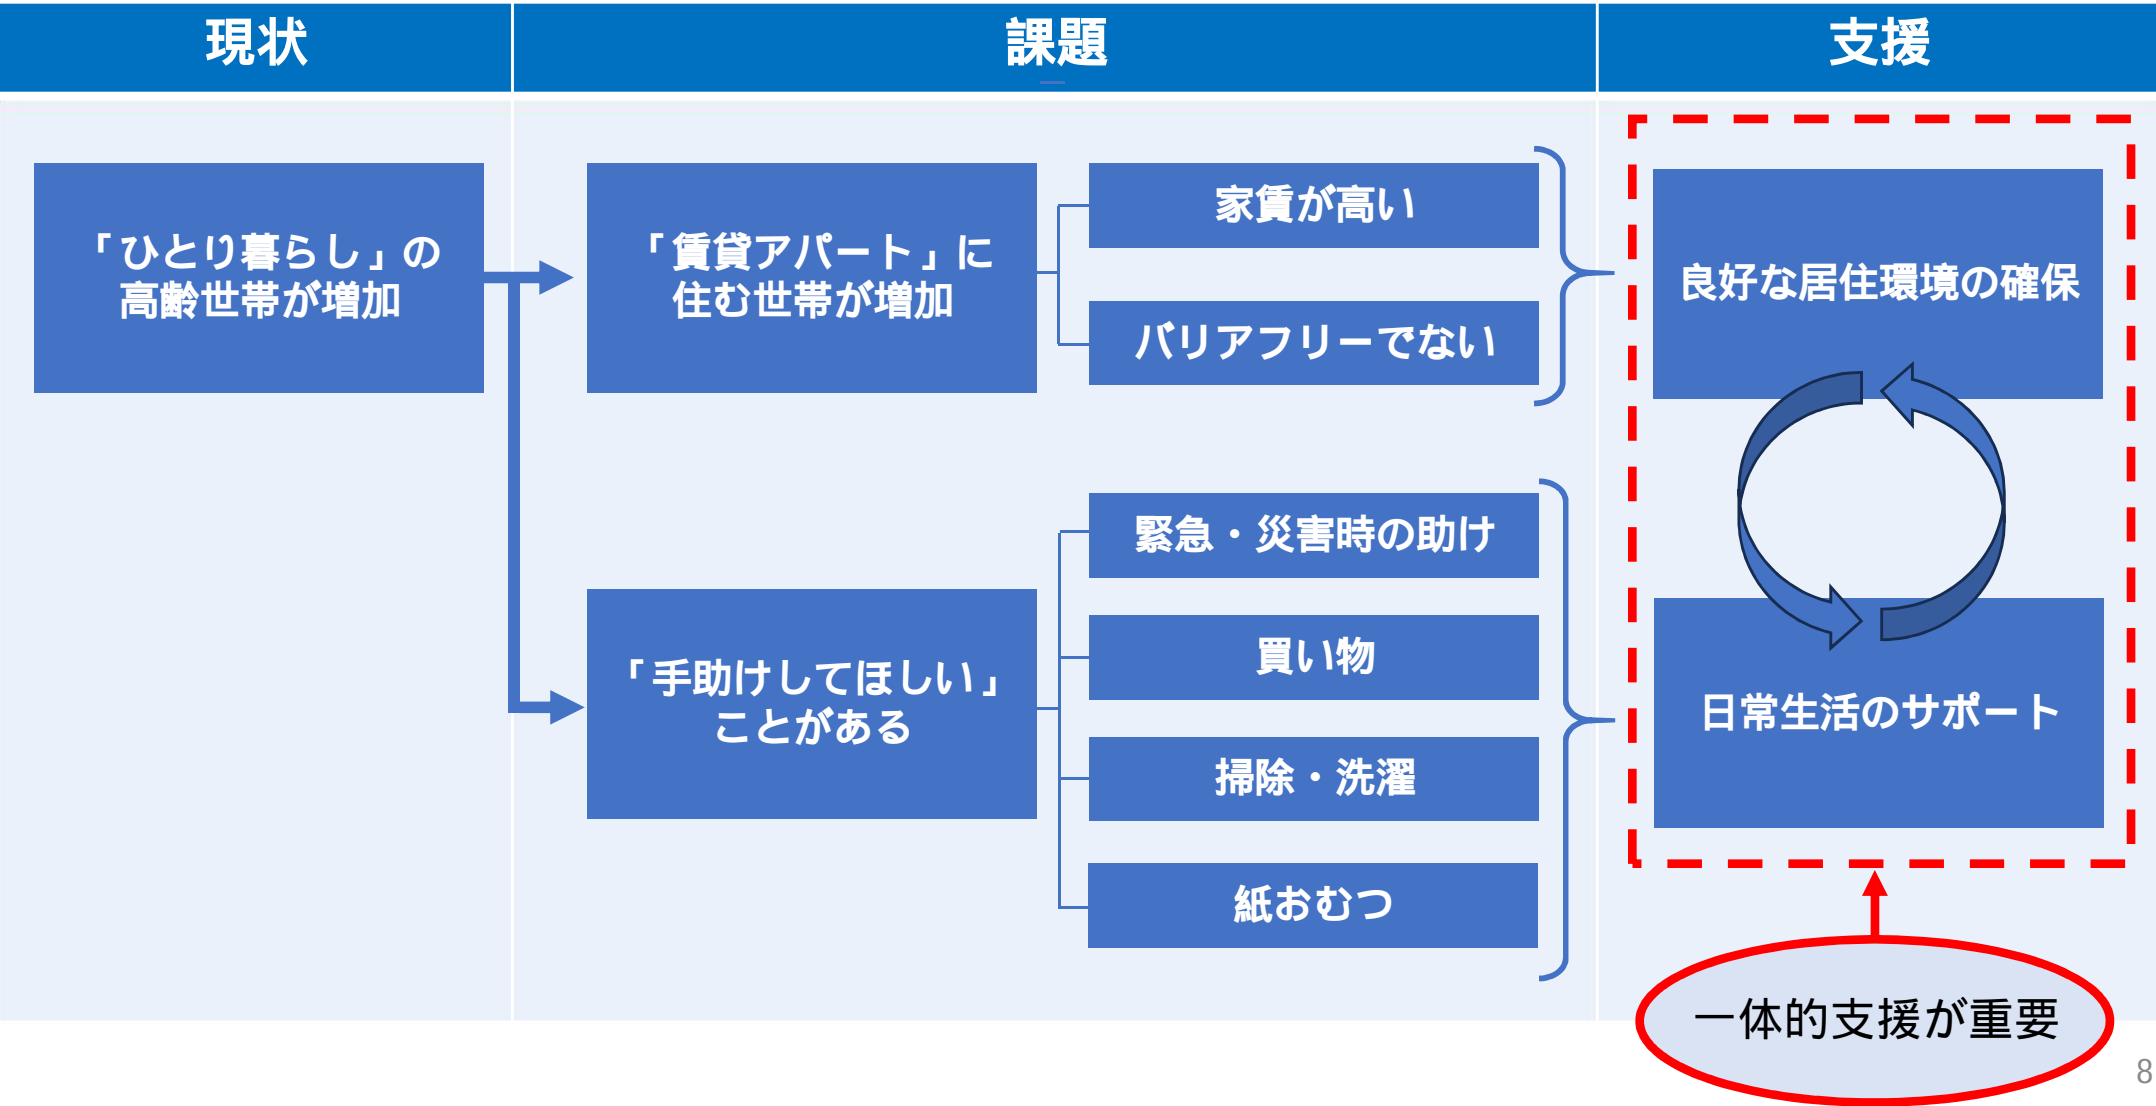 現状
課題
支援
「ひとり暮らし」の
高齢世帯が増加
「賃貸アパート」に
住む世帯が増加
家賃が高い
バリアフリーでない
良好な居住環境の確保
「手助けしてほしい」
ことがある
緊急・災害時の助け
買い物
掃除・洗濯
紙おむつ
日常生活のサポート
一体的支援が重要
8